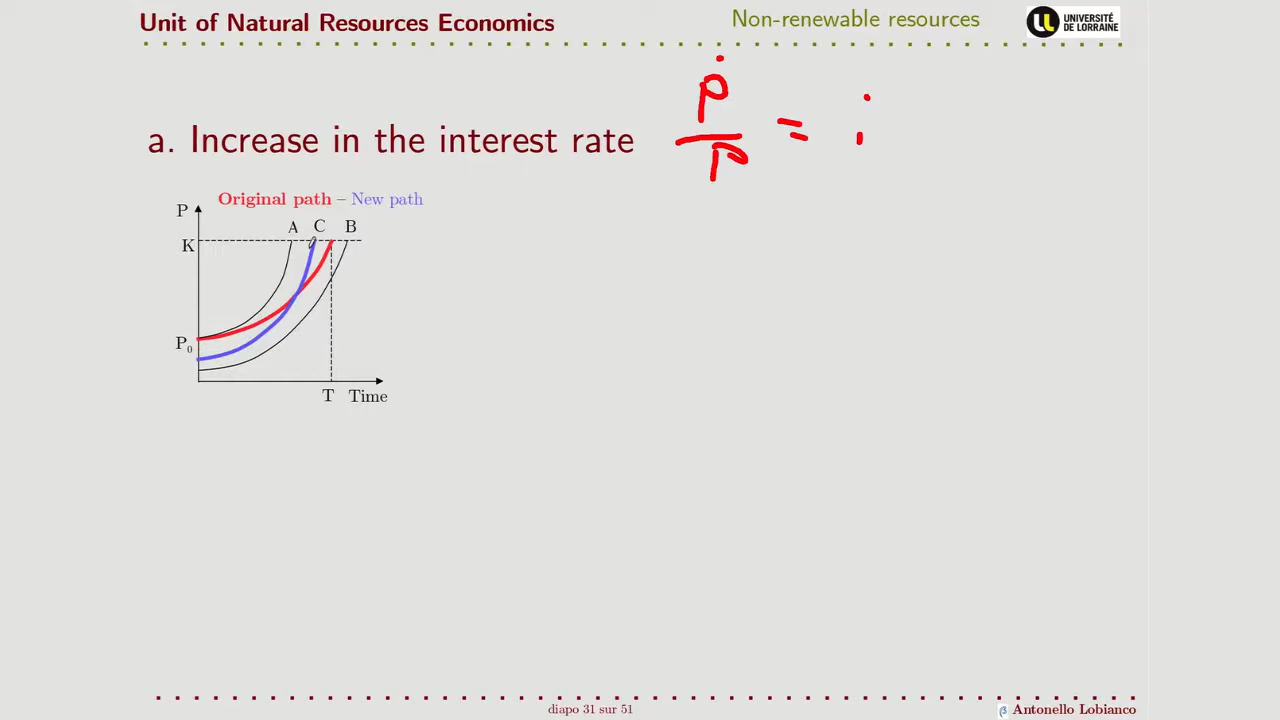 Unit of Natural Resources Economics
Non-renewable resources
UNIVERSITÉ
DE LORRAINE
a. Increase in the interest rate
ṗ/P = i
Original path – New path
P
A C B
K
P₀
T Time
diapo 31 sur 51
Antonello Lobianco